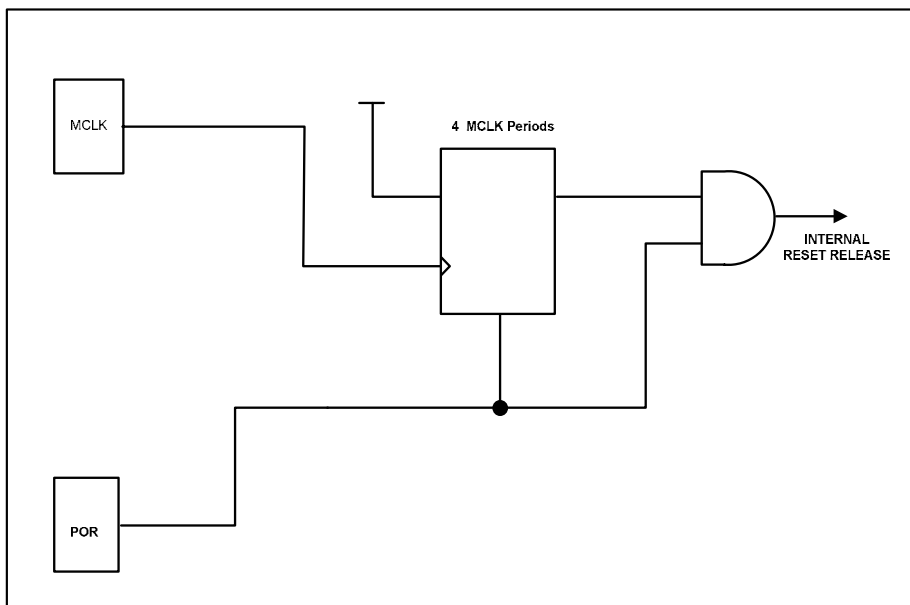 MCLK
4 MCLK Periods
INTERNAL
RESET RELEASE
POR